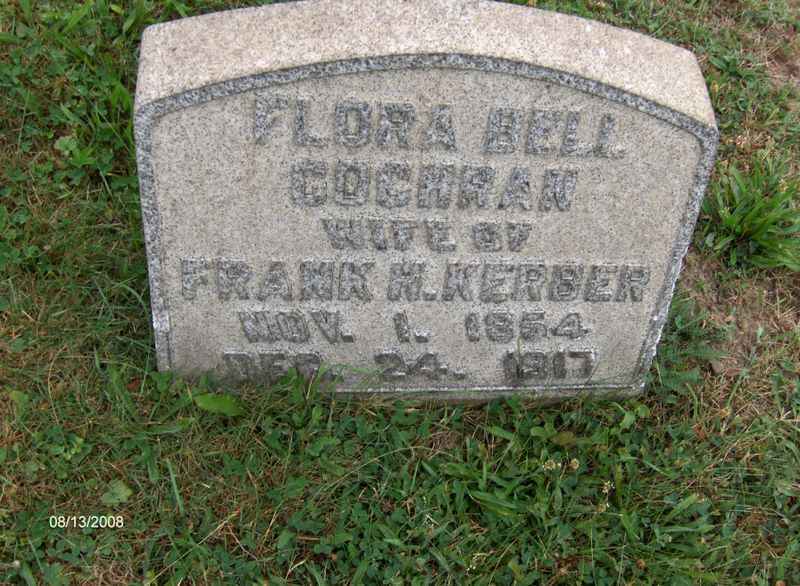 FLORA BELL
COCHRAN
WIFE OF
FRANK N. KERBER
NOV. 1. 1854
DEC. 24. 1917
08/13/2008